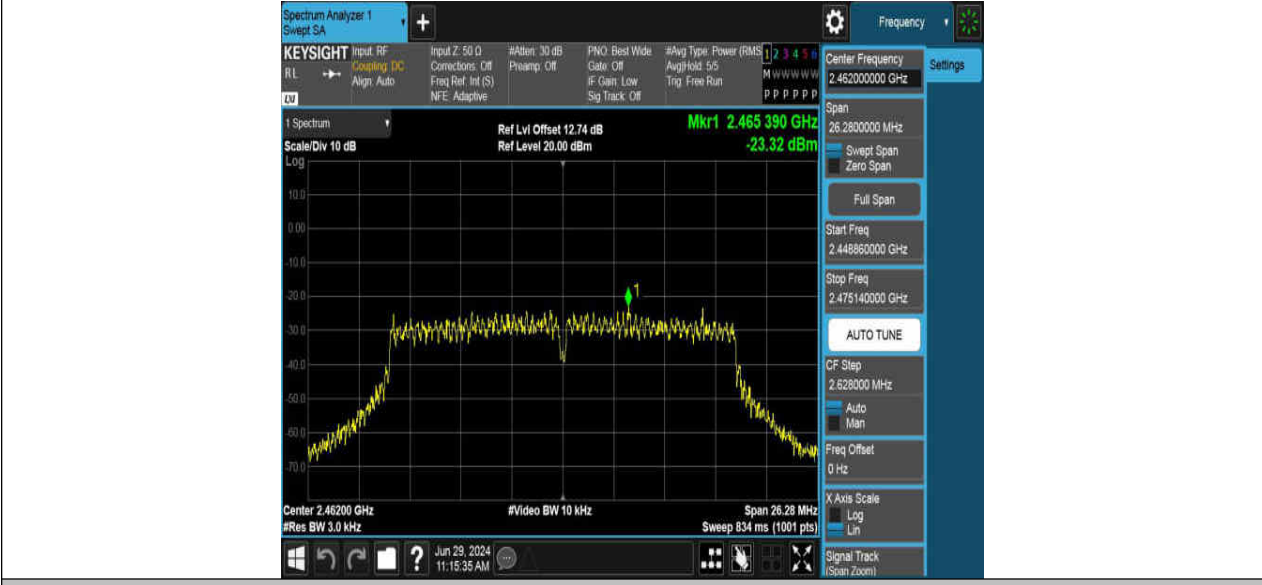 Spectrum Analyzer 1
Swept SA
+
Frequency
KEYSIGHT
RL
Input: RF
Coupling: DC
Align: Auto
Input Z: 50 Ω
Corrections: Off
Freq Ref: Int (S)
NFE: Adaptive
#Atten: 30 dB
Preamp: Off
PNO: Best Wide
Gate: Off
IF Gain: Low
Sig Track: Off
#Avg Type: Power (RMS
Avg|Hold: 5/5
Trig: Free Run
1 2 3 4 5 6
M W W W W W
P P P P P P
1 Spectrum
Scale/Div 10 dB
Ref Lvl Offset 12.74 dB
Ref Level 20.00 dBm
Mkr1 2.465 390 GHz
-23.32 dBm
Log
10.0
0.00
-10.0
-20.0
-30.0
-40.0
-50.0
-60.0
-70.0
1
Center 2.46200 GHz
#Res BW 3.0 kHz
#Video BW 10 kHz
Span 26.28 MHz
Sweep 834 ms (1001 pts)
?
Jun 29, 2024
11:15:35 AM
Center Frequency
2.462000000 GHz
Settings
Span
26.2800000 MHz
Swept Span
Zero Span
Full Span
Start Freq
2.448860000 GHz
Stop Freq
2.475140000 GHz
AUTO TUNE
CF Step
2.628000 MHz
Auto
Man
Freq Offset
0 Hz
X Axis Scale
Log
Lin
Signal Track
(Span Zoom)